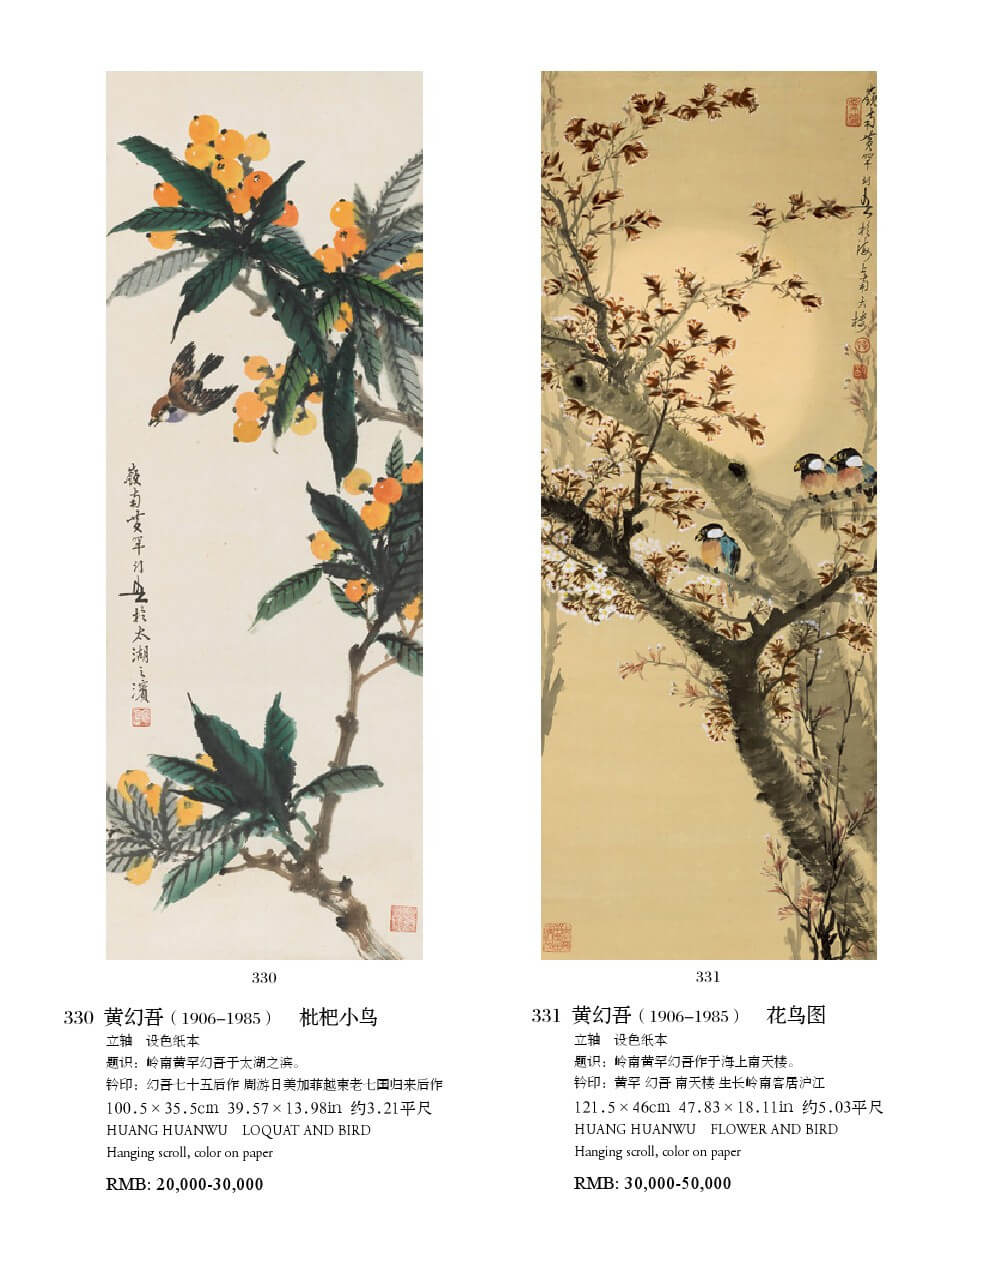 嶺南黄罕幻吾於太湖之濱
嶺南黄罕幻吾作於海上南天楼
330
331
330 黄幻吾（1906-1985） 枇杷小鸟
立轴 设色纸本
题识：岭南黄罕幻吾于太湖之滨。
钤印：幻吾七十五后作 周游日美加菲越柬老七国归来后作
100.5×35.5cm 39.57×13.98in 约3.21平尺
HUANG HUANWU LOQUAT AND BIRD
Hanging scroll, color on paper
RMB: 20,000-30,000
331 黄幻吾（1906-1985） 花鸟图
立轴 设色纸本
题识：岭南黄罕幻吾作于海上南天楼。
钤印：黄罕 幻吾 南天楼 生长岭南客居沪江
121.5×46cm 47.83×18.11in 约5.03平尺
HUANG HUANWU FLOWER AND BIRD
Hanging scroll, color on paper
RMB: 30,000-50,000